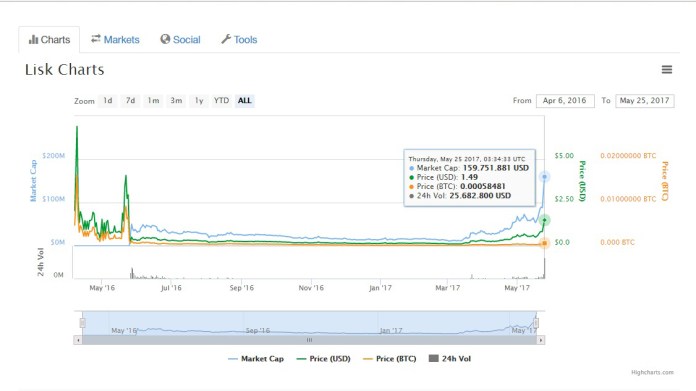 Charts Markets Social Tools
Lisk Charts
Zoom 1d 7d 1m 3m 1y YTD ALL From Apr 6, 2016 To May 25, 2017
Thursday, May 25 2017, 03:34:33 UTC
Market Cap: 159.751.881 USD
Price (USD): 1.49
Price (BTC): 0.00058481
24h Vol: 25.682.800 USD
Market Cap
$200M
$100M
$0M
24h Vol
0M
$5.00
$2.50
$0.0
Price (USD)
0.02000000 BTC
0.01000000 BTC
0.000 BTC
Price (BTC)
May '16 Jul '16 Sep '16 Nov '16 Jan '17 Mar '17 May '17
May '16 Sep '16 Jan '17 May '17
Market Cap Price (USD) Price (BTC) 24h Vol
Highcharts.com